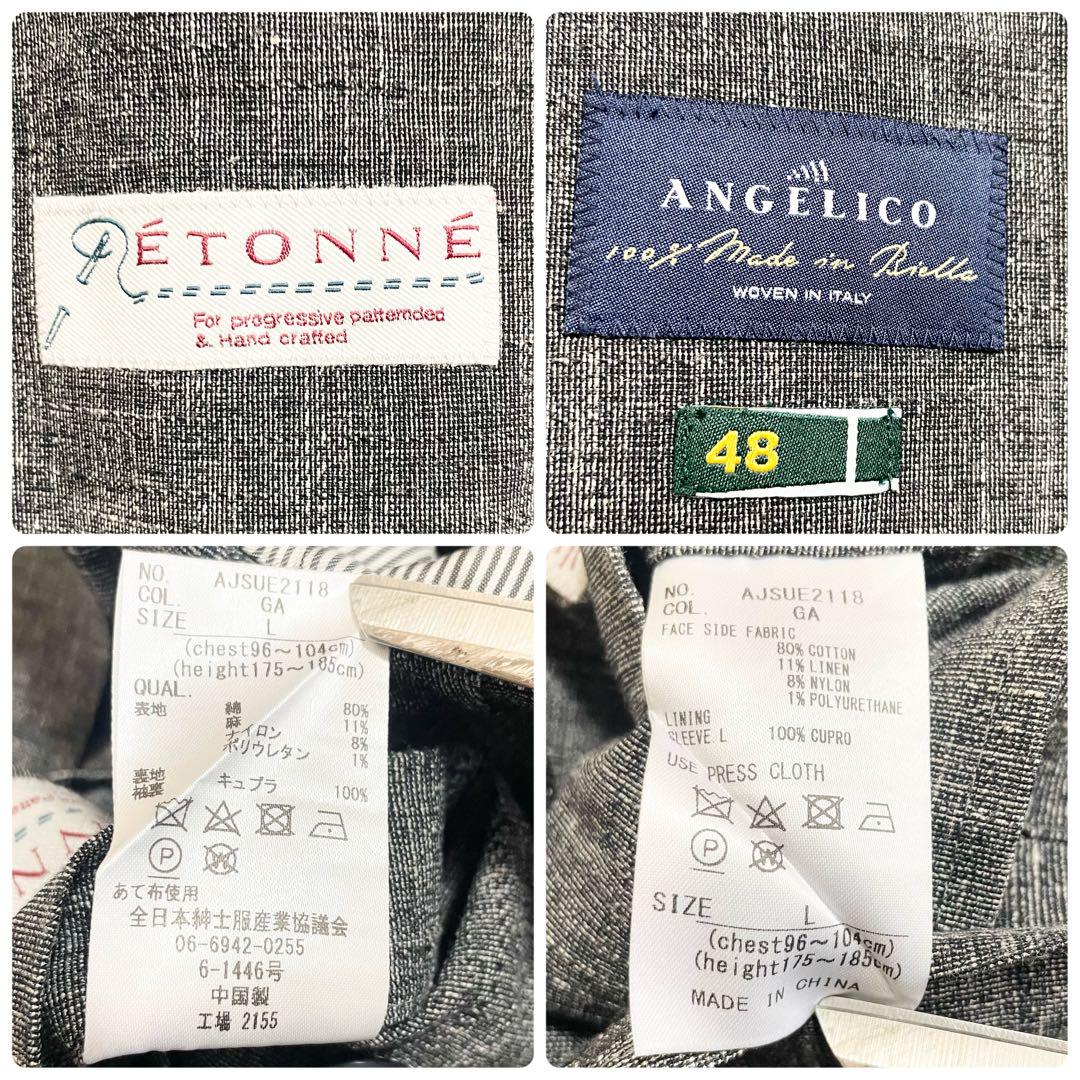 ÉTONNÉ
For progressive patternded
& Hand crafted
ANGELICO
100% Made in Biella
WOVEN IN ITALY
48
NO. AJSUE2118
COL. GA
SIZE L
(chest96～104cm)
(height175～185cm)
QUAL.
表地 綿 80%
麻 11%
ナイロン 8%
ポリウレタン 1%
裏地
袖裏 キュプラ 100%
P W
あて布使用
全日本紳士服産業協議会
06-6942-0255
6-1446号
中国製
工場 2155
NO. AJSUE2118
COL. GA
FACE SIDE FABRIC
80% COTTON
11% LINEN
8% NYLON
1% POLYURETHANE
LINING
SLEEVE L 100% CUPRO
USE PRESS CLOTH
P W
SIZE L
(chest96～104cm)
(height175～185cm)
MADE IN CHINA